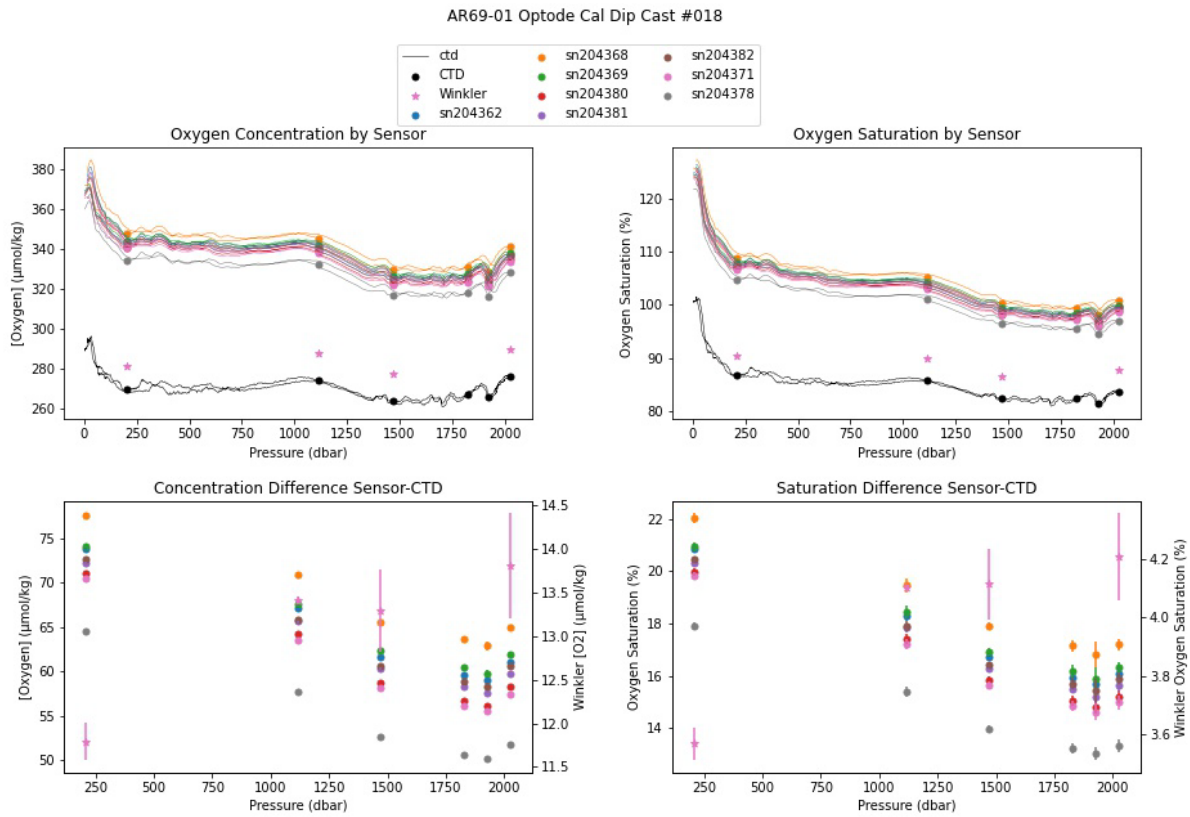 AR69-01 Optode Cal Dip Cast #018
ctd
CTD
Winkler
sn204362
sn204368
sn204369
sn204380
sn204381
sn204382
sn204371
sn204378
Oxygen Concentration by Sensor
[Oxygen] (μmol/kg)
380
360
340
320
300
280
260
0 250 500 750 1000 1250 1500 1750 2000
Pressure (dbar)
Oxygen Saturation by Sensor
Oxygen Saturation (%)
120
110
100
90
80
0 250 500 750 1000 1250 1500 1750 2000
Pressure (dbar)
Concentration Difference Sensor-CTD
[Oxygen] (μmol/kg)
75
70
65
60
55
50
14.5
14.0
13.5
13.0
12.5
12.0
11.5
Winkler [O2] (μmol/kg)
250 500 750 1000 1250 1500 1750 2000
Pressure (dbar)
Saturation Difference Sensor-CTD
Oxygen Saturation (%)
22
20
18
16
14
4.2
4.0
3.8
3.6
Winkler Oxygen Saturation (%)
250 500 750 1000 1250 1500 1750 2000
Pressure (dbar)